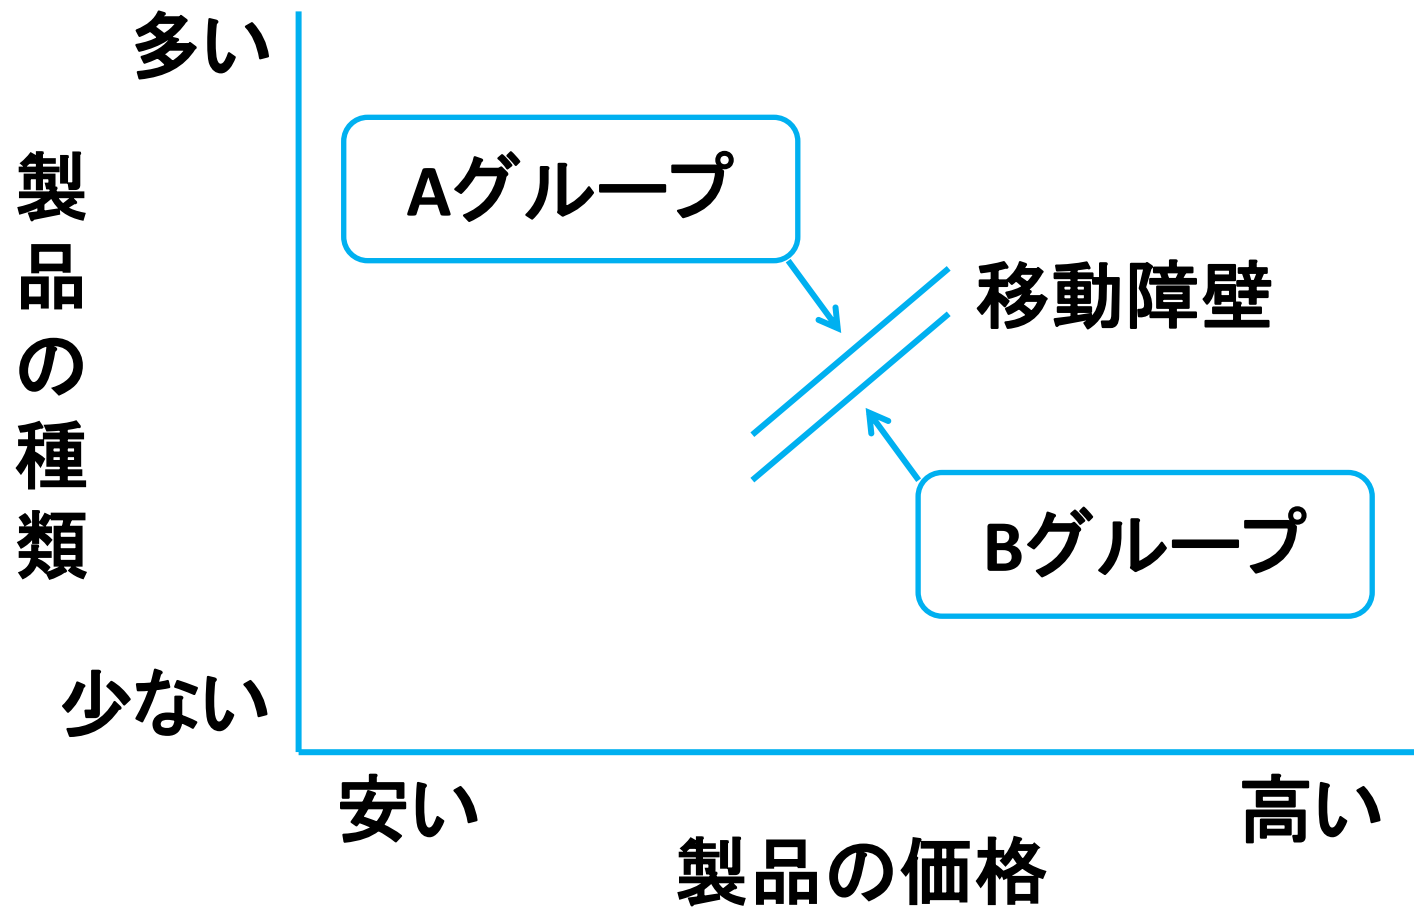 多い
製品の種類
Aグループ
移動障壁
Bグループ
少ない
安い
高い
製品の価格